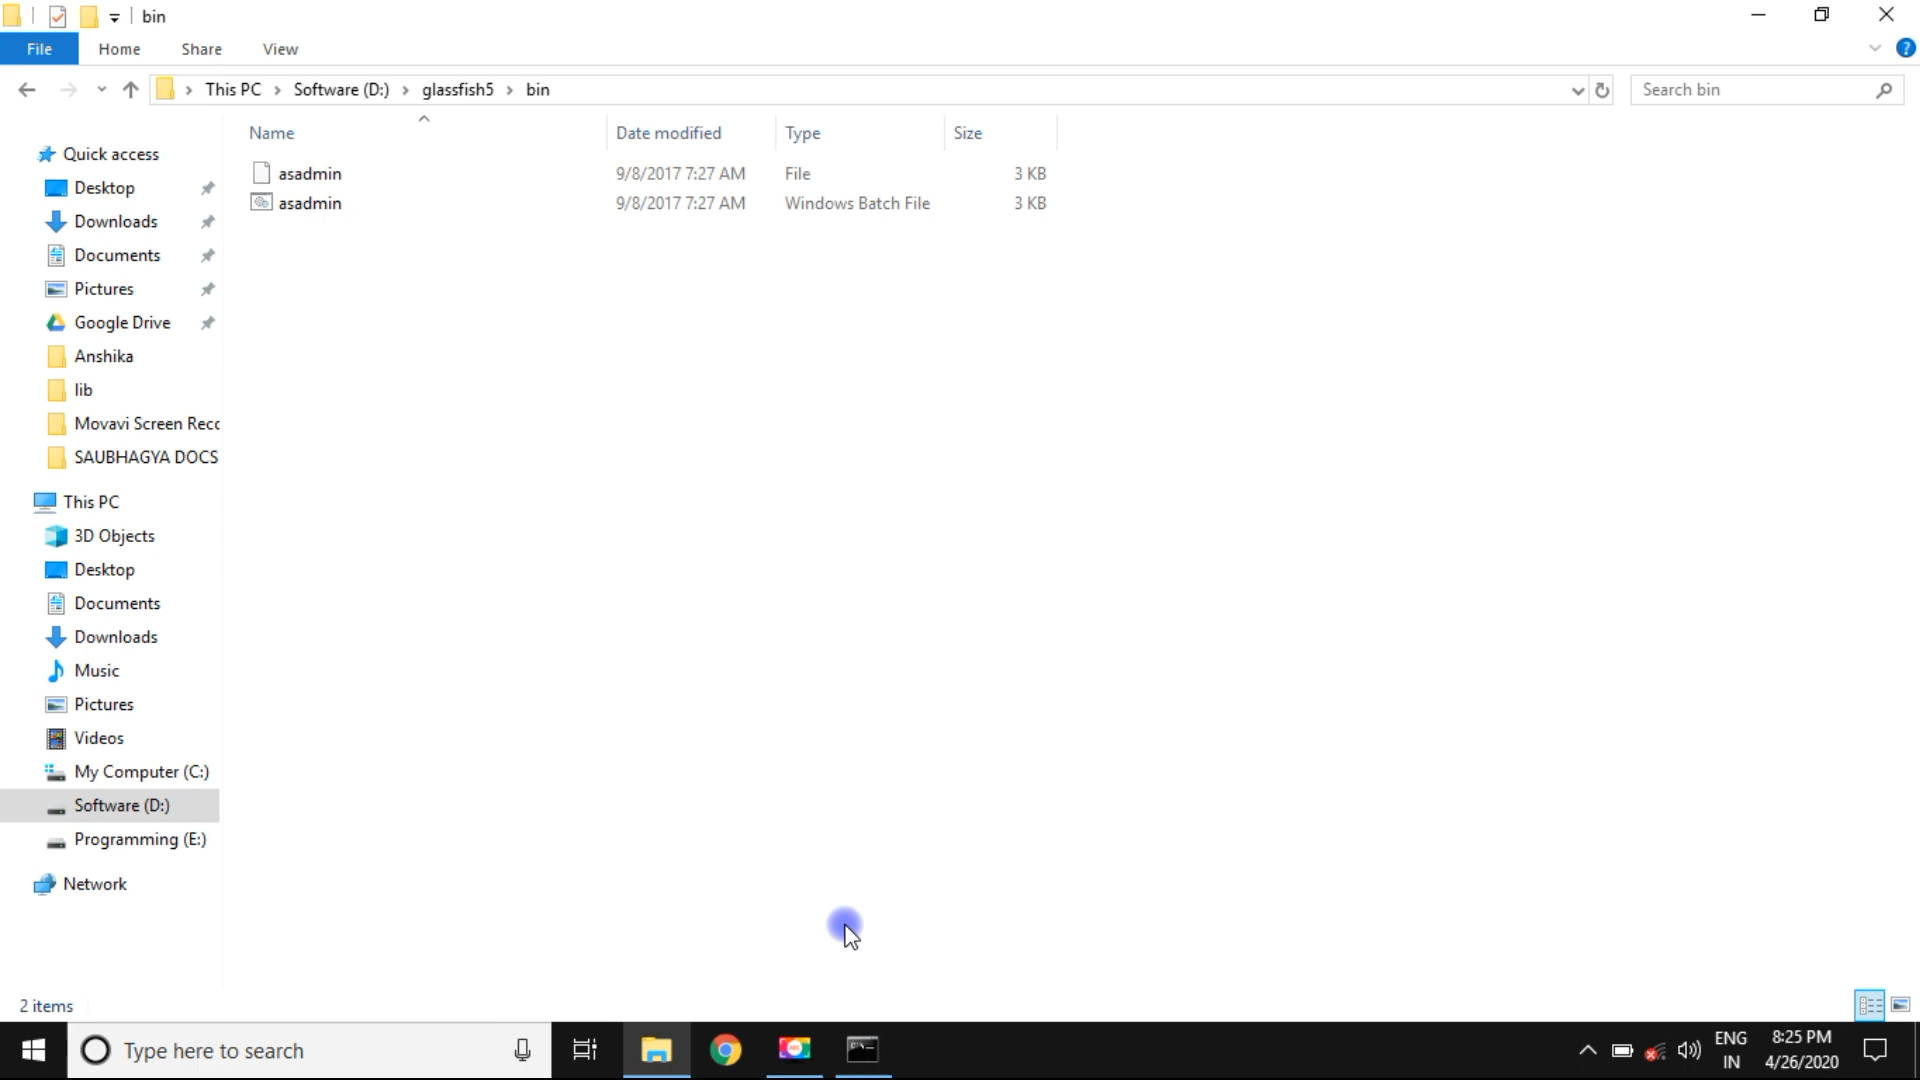 bin
File Home Share View
This PC Software (D:) glassfish5 bin
Search bin
Name Date modified Type Size
asadmin 9/8/2017 7:27 AM File 3 KB
asadmin 9/8/2017 7:27 AM Windows Batch File 3 KB
Quick access
Desktop
Downloads
Documents
Pictures
Google Drive
Anshika
lib
Movavi Screen Recc
SAUBHAGYA DOCS
This PC
3D Objects
Desktop
Documents
Downloads
Music
Pictures
Videos
My Computer (C:)
Software (D:)
Programming (E:)
Network
2 items
Type here to search
ENG
IN
8:25 PM
4/26/2020